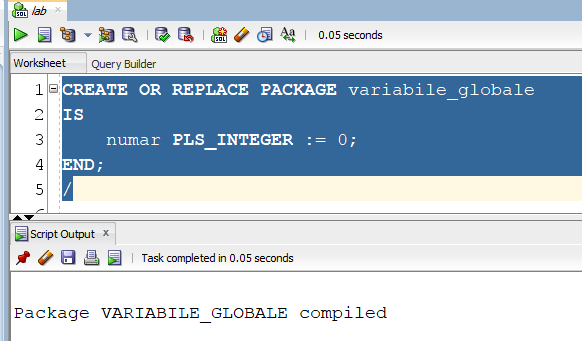 lab
0.05 seconds
Worksheet Query Builder
1 CREATE OR REPLACE PACKAGE variabile_globale
2 IS
3 numar PLS_INTEGER := 0;
4 END;
5 /
Script Output x
Task completed in 0.05 seconds
Package VARIABILE_GLOBALE compiled